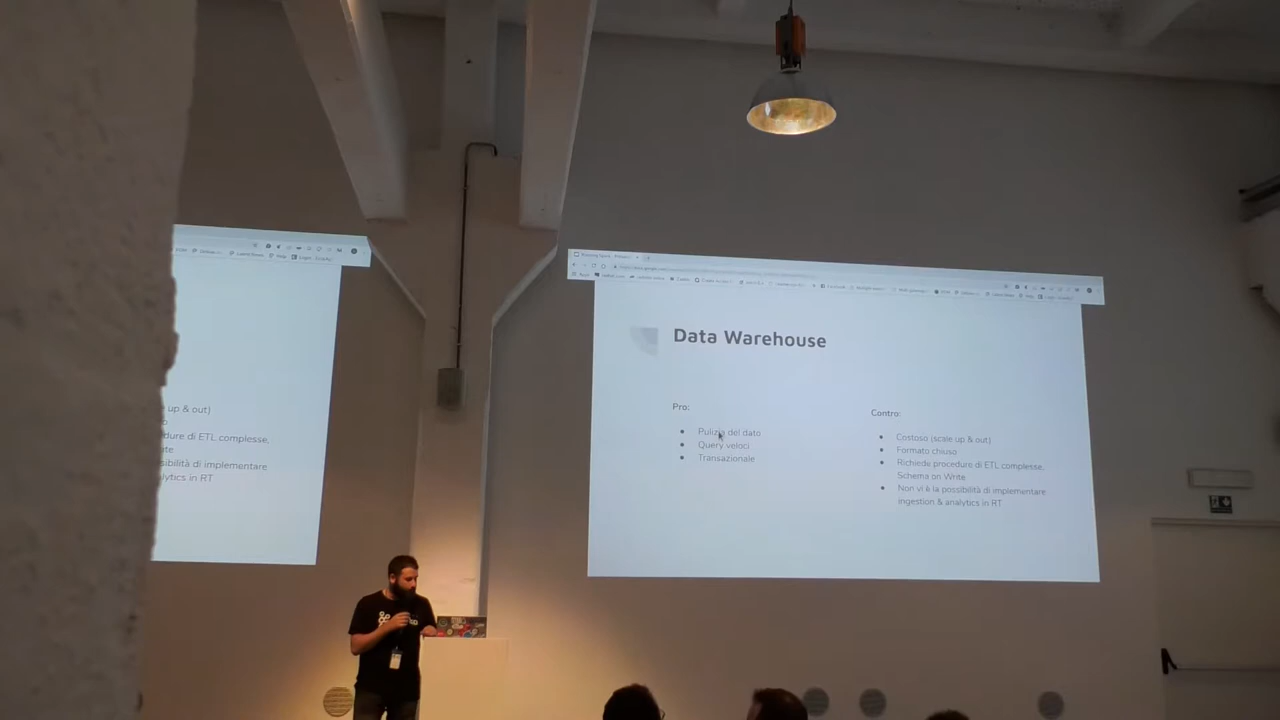 up & out)
dure di ETL complesse,
sibilità di implementare
lytics in RT
Data Warehouse
Pro:
Pulizia del dato
Query veloci
Transazionale
Contro:
Costoso (scale up & out)
Formato chiuso
Richiede procedure di ETL complesse,
Schema on Write
Non vi è la possibilità di implementare
ingestion & analytics in RT